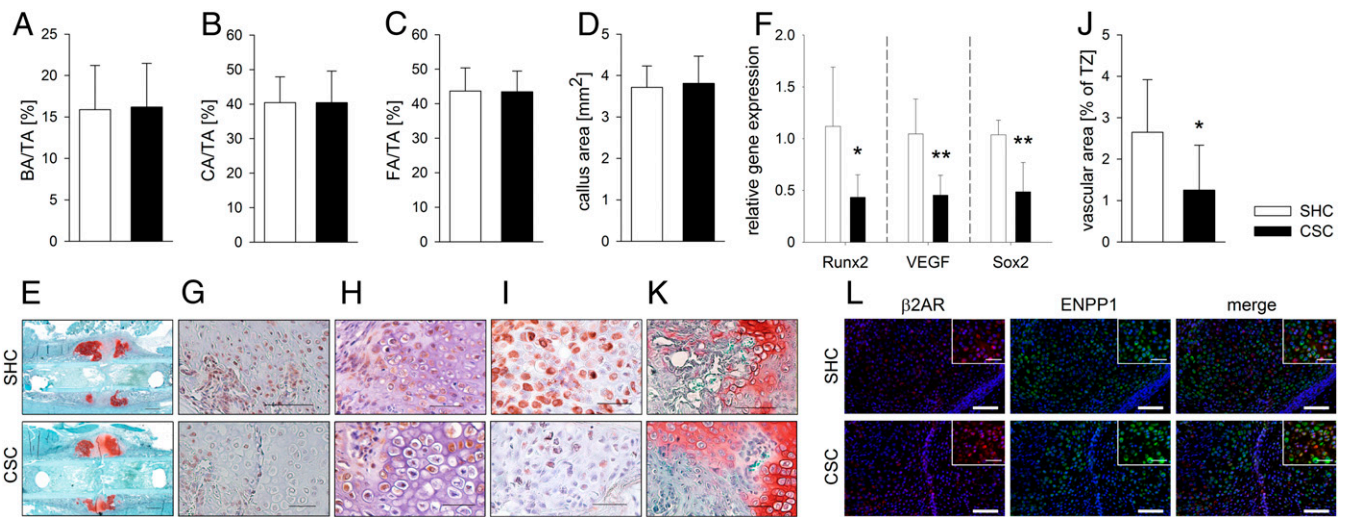 A
B
C
D
F
J
25
20
15
10
5
0
BA/TA [%]
60
50
40
30
20
10
0
CA/TA [%]
60
50
40
30
20
10
0
FA/TA [%]
5
4
3
2
1
0
callus area [mm²]
2.0
1.5
1.0
0.5
0
relative gene expression
*
**
**
Runx2 VEGF Sox2
5
4
3
2
1
0
vascular area [% of TZ]
*
SHC
CSC
E
G
H
I
K
L
β2AR ENPP1 merge
SHC
CSC
SHC
CSC